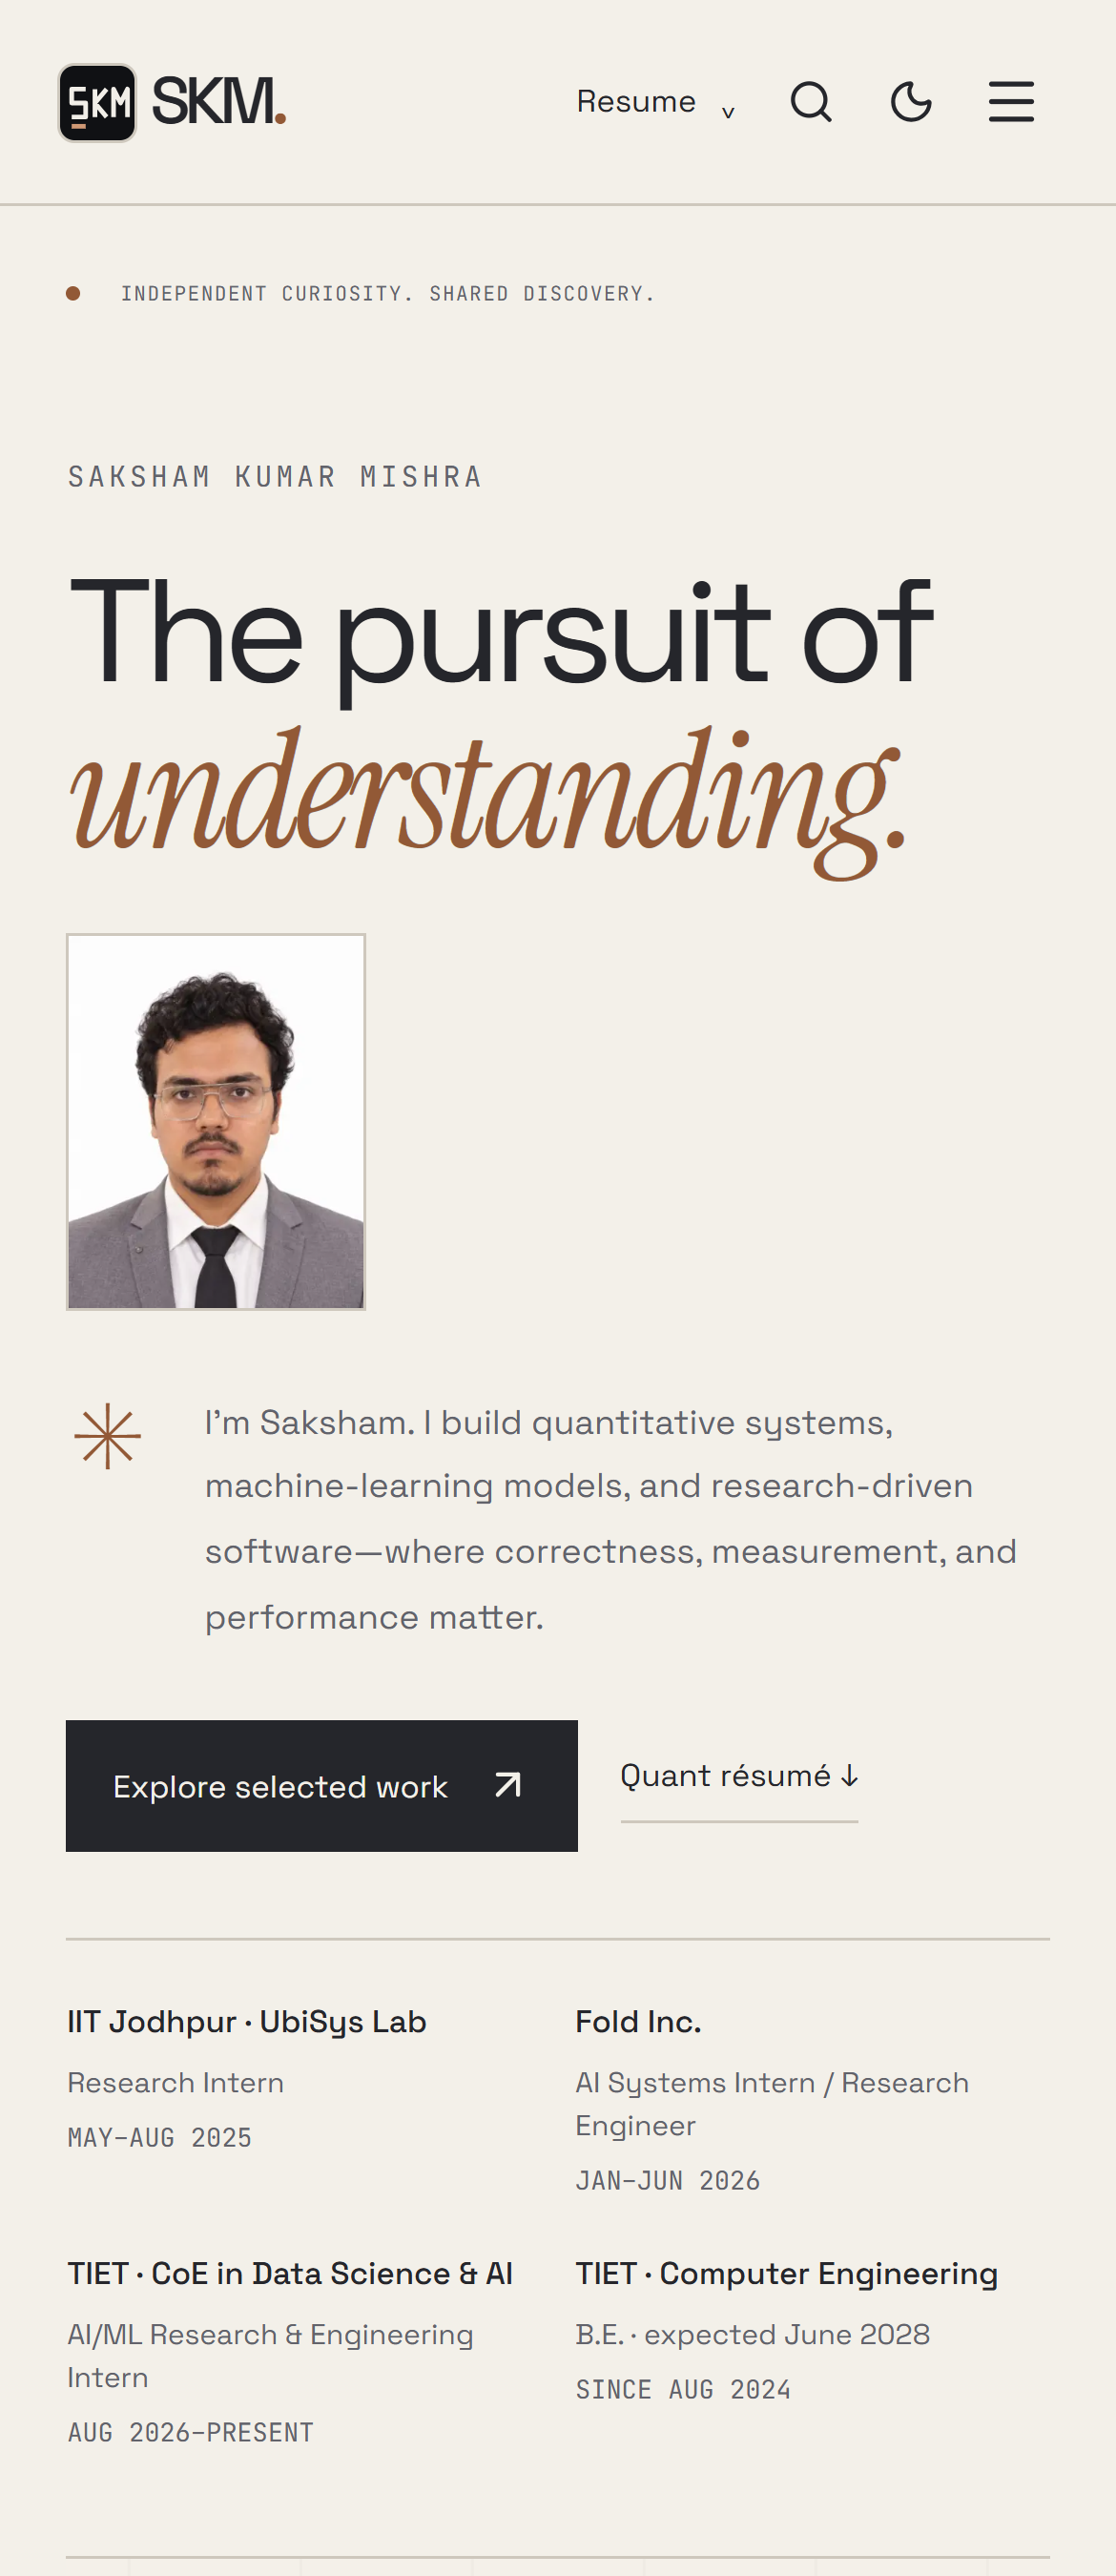 SKM SKM. Resume v
INDEPENDENT CURIOSITY. SHARED DISCOVERY.
SAKSHAM KUMAR MISHRA
The pursuit of
understanding.
I’m Saksham. I build quantitative systems,
machine-learning models, and research-driven
software—where correctness, measurement, and
performance matter.
Explore selected work ↗
Quant résumé ↓
IIT Jodhpur · UbiSys Lab
Research Intern
MAY–AUG 2025
Fold Inc.
AI Systems Intern / Research
Engineer
JAN–JUN 2026
TIET · CoE in Data Science & AI
AI/ML Research & Engineering
Intern
AUG 2026–PRESENT
TIET · Computer Engineering
B.E. · expected June 2028
SINCE AUG 2024